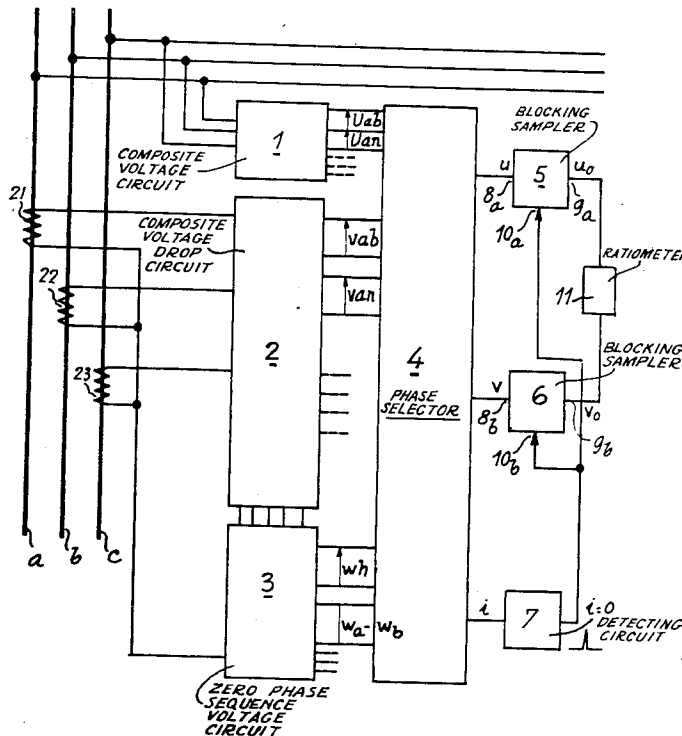 BLOCKING
SAMPLER
Uab
Uan
1
COMPOSITE
VOLTAGE
CIRCUIT
u
5
u₀
8a
9a
10a
21
COMPOSITE
VOLTAGE
DROP
CIRCUIT
vab
van
RATIOMETER
11
22
2
4
PHASE
SELECTOR
BLOCKING
SAMPLER
23
v
6
v₀
8b
9b
10b
a
b
c
3
wh
wa-wb
i
7
i=0
DETECTING
CIRCUIT
ZERO PHASE
SEQUENCE
VOLTAGE
CIRCUIT